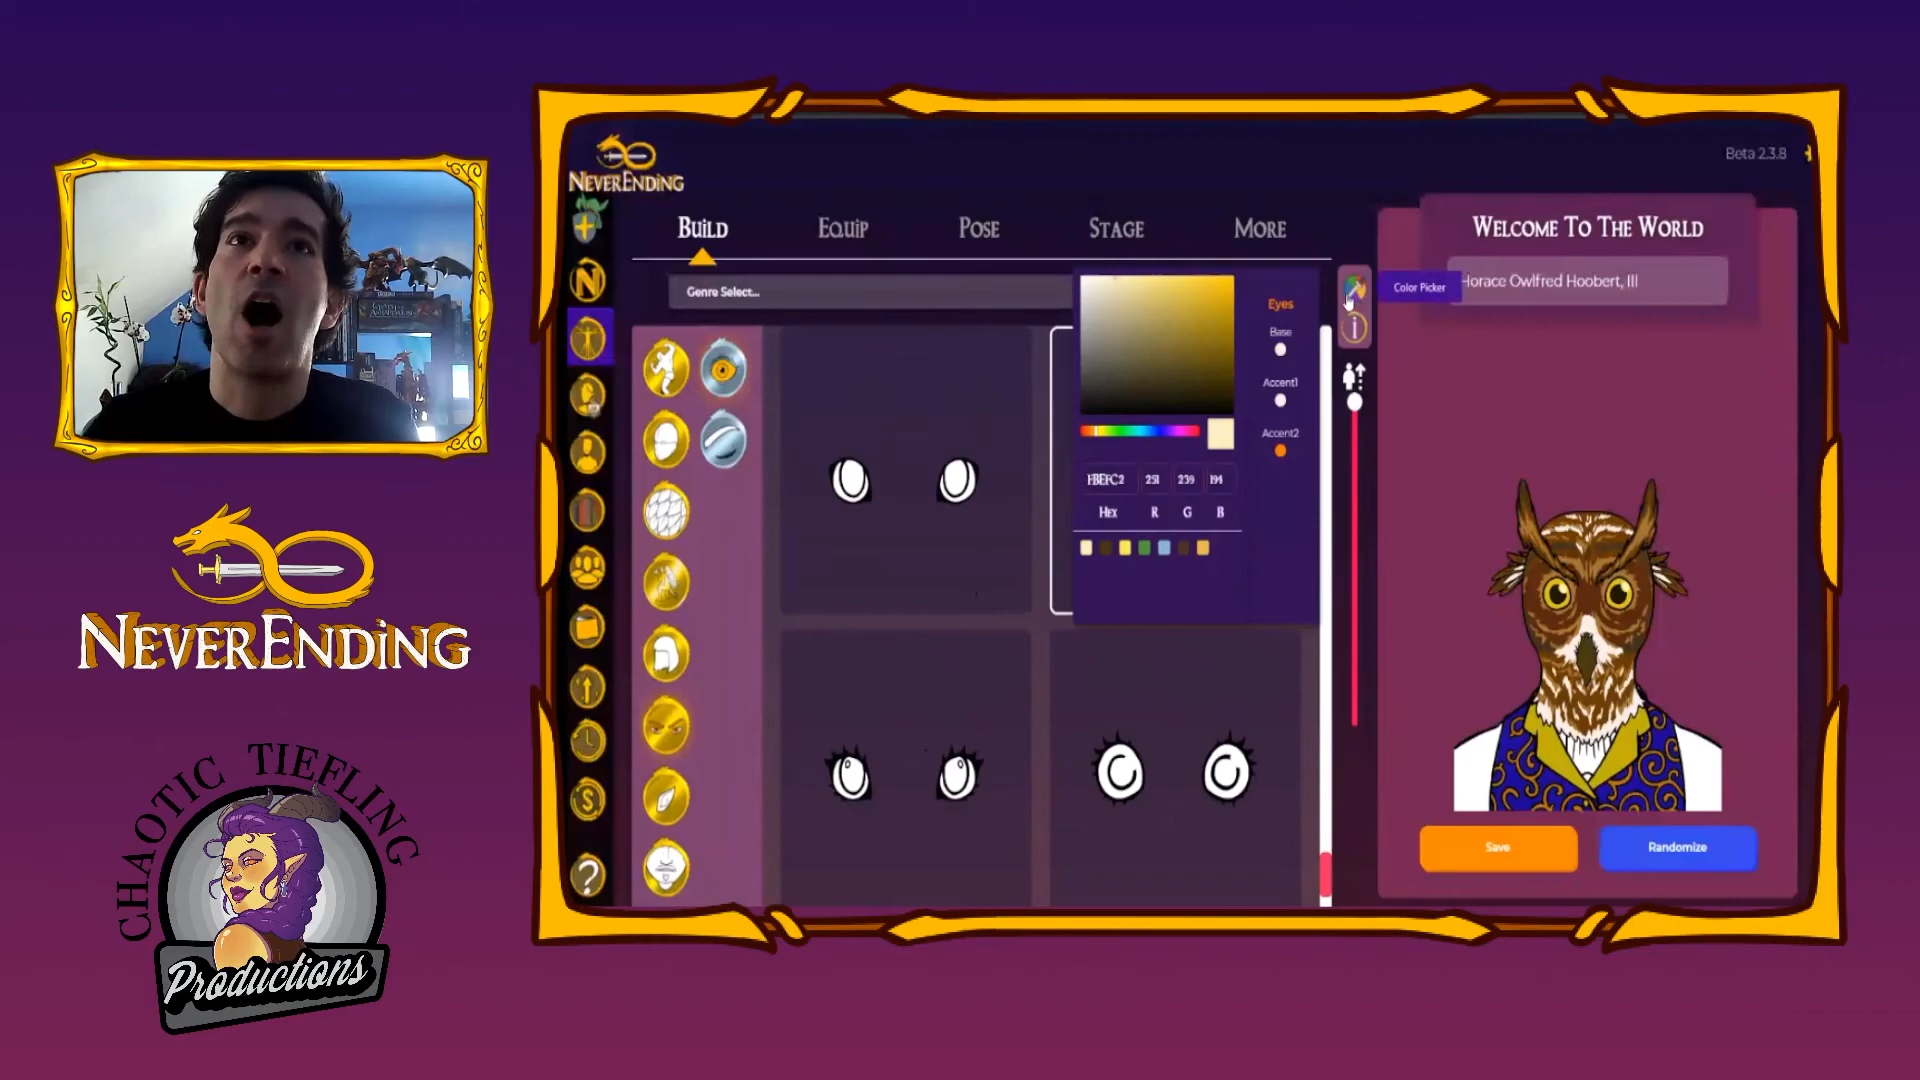 NEVERENDING
Beta 2.3.8
BUILD
EQUIP
POSE
STAGE
MORE
Genre Select...
Eyes
Base
Accent1
Accent2
FBEFC2 251 239 194
Hex R G B
Color Picker
WELCOME TO THE WORLD
Horace Owlfred Hoobert, III
Save
Randomize
?
NEVERENDING
CHAOTIC TIEFLING
Productions